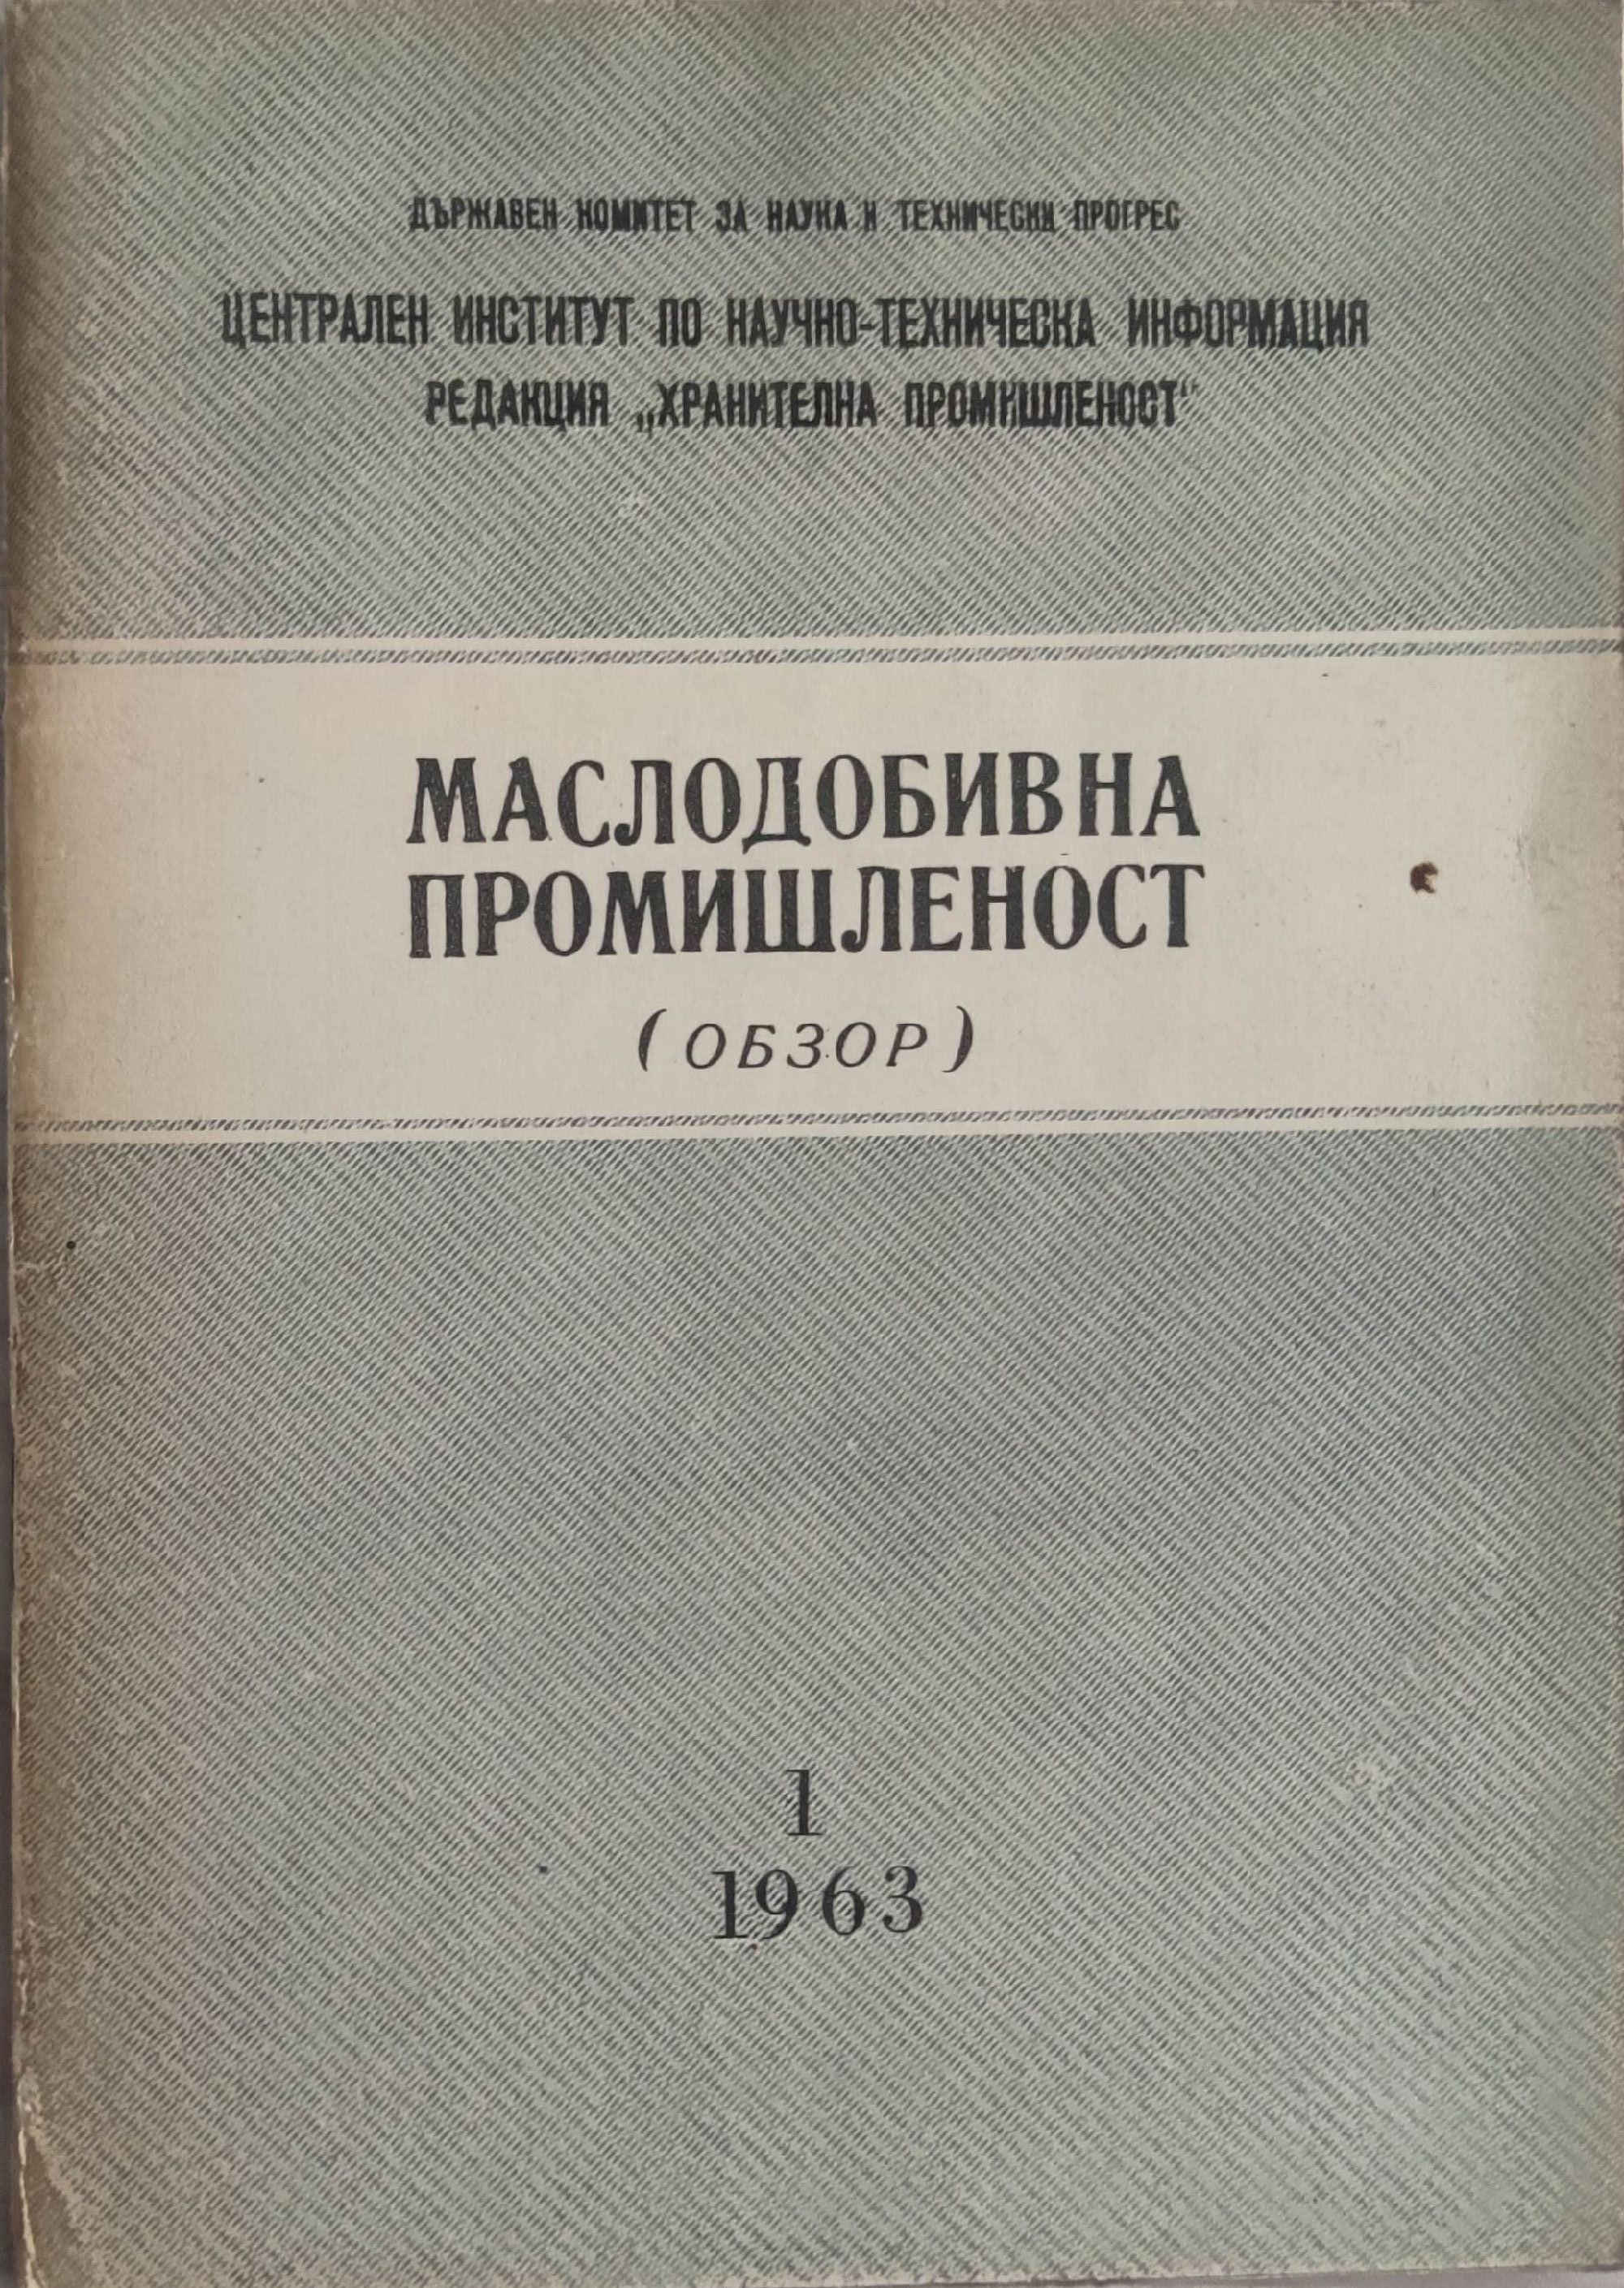 ДЪРЖАВЕН КОМИТЕТ ЗА НАУКА И ТЕХНИЧЕСКИ ПРОГРЕС
ЦЕНТРАЛЕН ИНСТИТУТ ПО НАУЧНО-ТЕХНИЧЕСКА ИНФОРМАЦИЯ
РЕДАКЦИЯ „ХРАНИТЕЛНА ПРОМИШЛЕНОСТ“
МАСЛОДОБИВНА
ПРОМИШЛЕНОСТ
(ОБЗОР)
1
1963